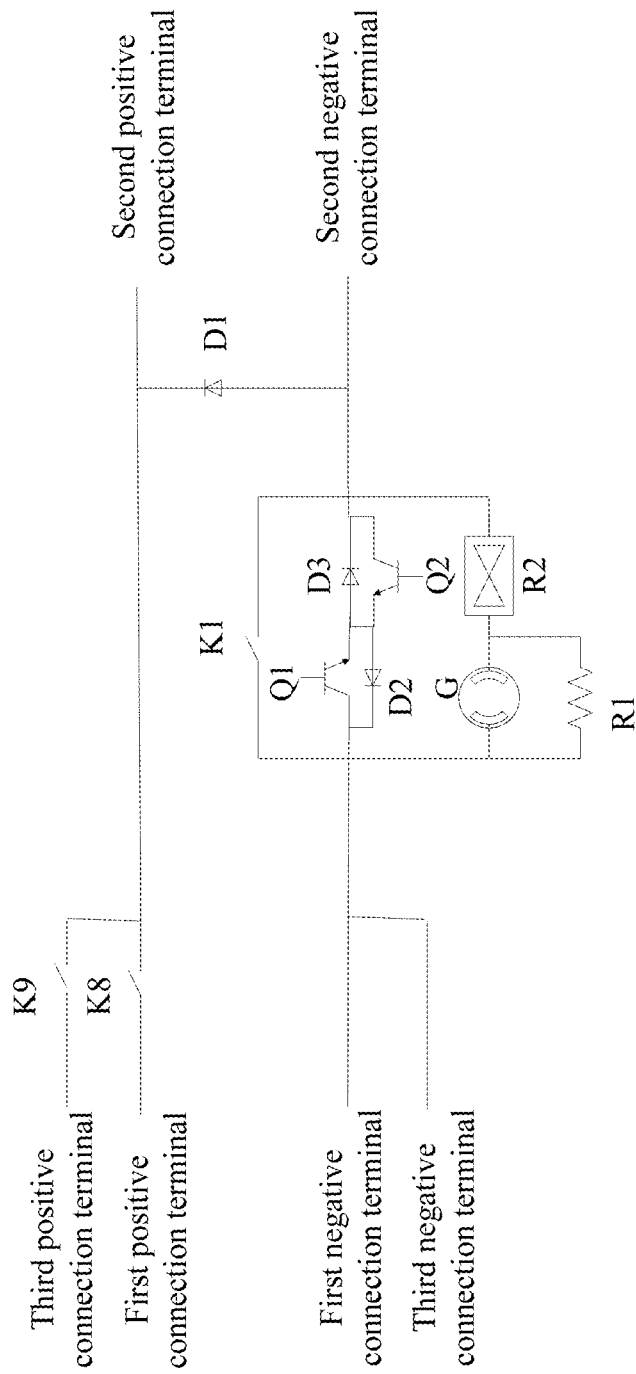 Third positive
connection terminal
K9
First positive
connection terminal
K8
Second positive
connection terminal
D1
K1
Q1
D3
D2
Q2
First negative
connection terminal
Second negative
connection terminal
Third negative
connection terminal
G
R2
R1